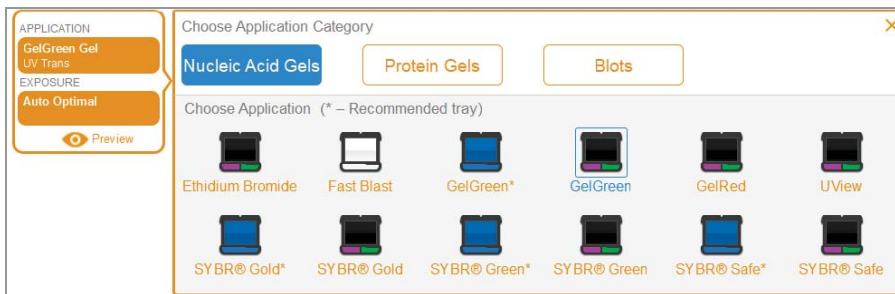 APPLICATION
GelGreen Gel
UV Trans
EXPOSURE
Auto Optimal
Preview
Choose Application Category
Nucleic Acid Gels
Protein Gels
Blots
Choose Application (* – Recommended tray)
Ethidium Bromide
Fast Blast
GelGreen*
GelGreen
GelRed
UView
SYBR® Gold*
SYBR® Gold
SYBR® Green*
SYBR® Green
SYBR® Safe*
SYBR® Safe